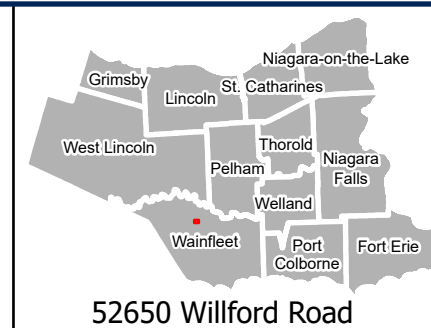 Niagara-on-the-Lake
Grimsby
Lincoln
St. Catharines
West Lincoln
Thorold
Pelham
Niagara
Falls
Welland
Wainfleet
Port
Colborne
Fort Erie
52650 Willford Road